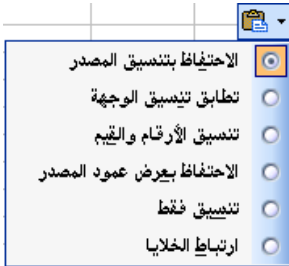 الاحتفاظ بتنسيق المصدر
تطابق تنسيق الوجهة
تنسيق الأرقام والقيم
الاحتفاظ بعرض عمود المصدر
تنسيق فقط
ارتباط الخلايا